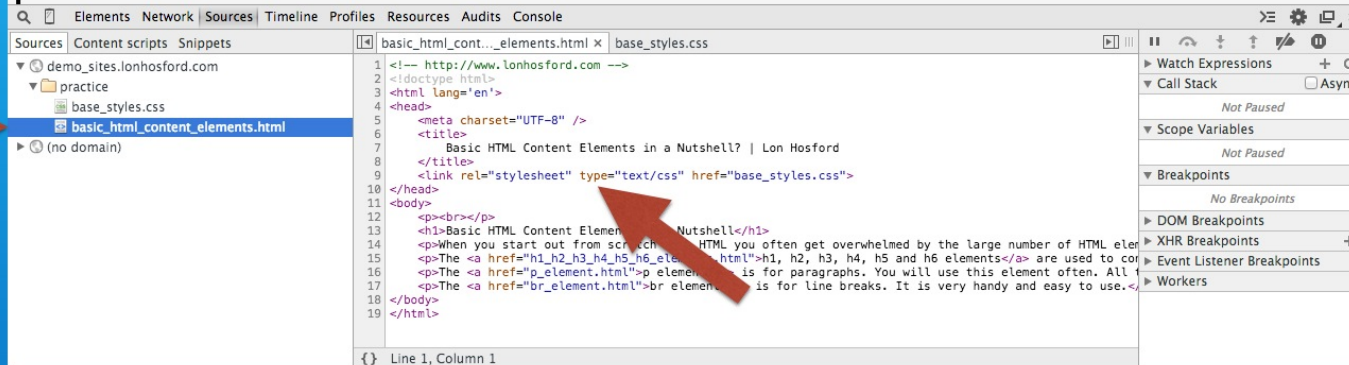 Elements Network Sources Timeline Profiles Resources Audits Console
Sources Content scripts Snippets
basic_html_cont..._elements.html × base_styles.css
demo_sites.lonhosford.com
practice
base_styles.css
basic_html_content_elements.html
(no domain)
1 <!-- http://www.lonhosford.com -->
2 <!doctype html>
3 <html lang='en'>
4 <head>
5 <meta charset="UTF-8" />
6 <title>
7 Basic HTML Content Elements in a Nutshell? | Lon Hosford
8 </title>
9 <link rel="stylesheet" type="text/css" href="base_styles.css">
10 </head>
11 <body>
12 <p><br></p>
13 <h1>Basic HTML Content Elemen Nutshell</h1>
14 <p>When you start out from scr HTML you often get overwhelmed by the large number of HTML elem
15 <p>The <a href="h1_h2_h3_h4_h5_h6_ele .html">h1, h2, h3, h4, h5 and h6 elements</a> are used to con
16 <p>The <a href="p_element.html">p elemen is for paragraphs. You will use this element often. All t
17 <p>The <a href="br_element.html">br elemen is for line breaks. It is very handy and easy to use.</
18 </body>
19 </html>
{} Line 1, Column 1
Watch Expressions
Call Stack Asyn
Not Paused
Scope Variables
Not Paused
Breakpoints
No Breakpoints
DOM Breakpoints
XHR Breakpoints
Event Listener Breakpoints
Workers